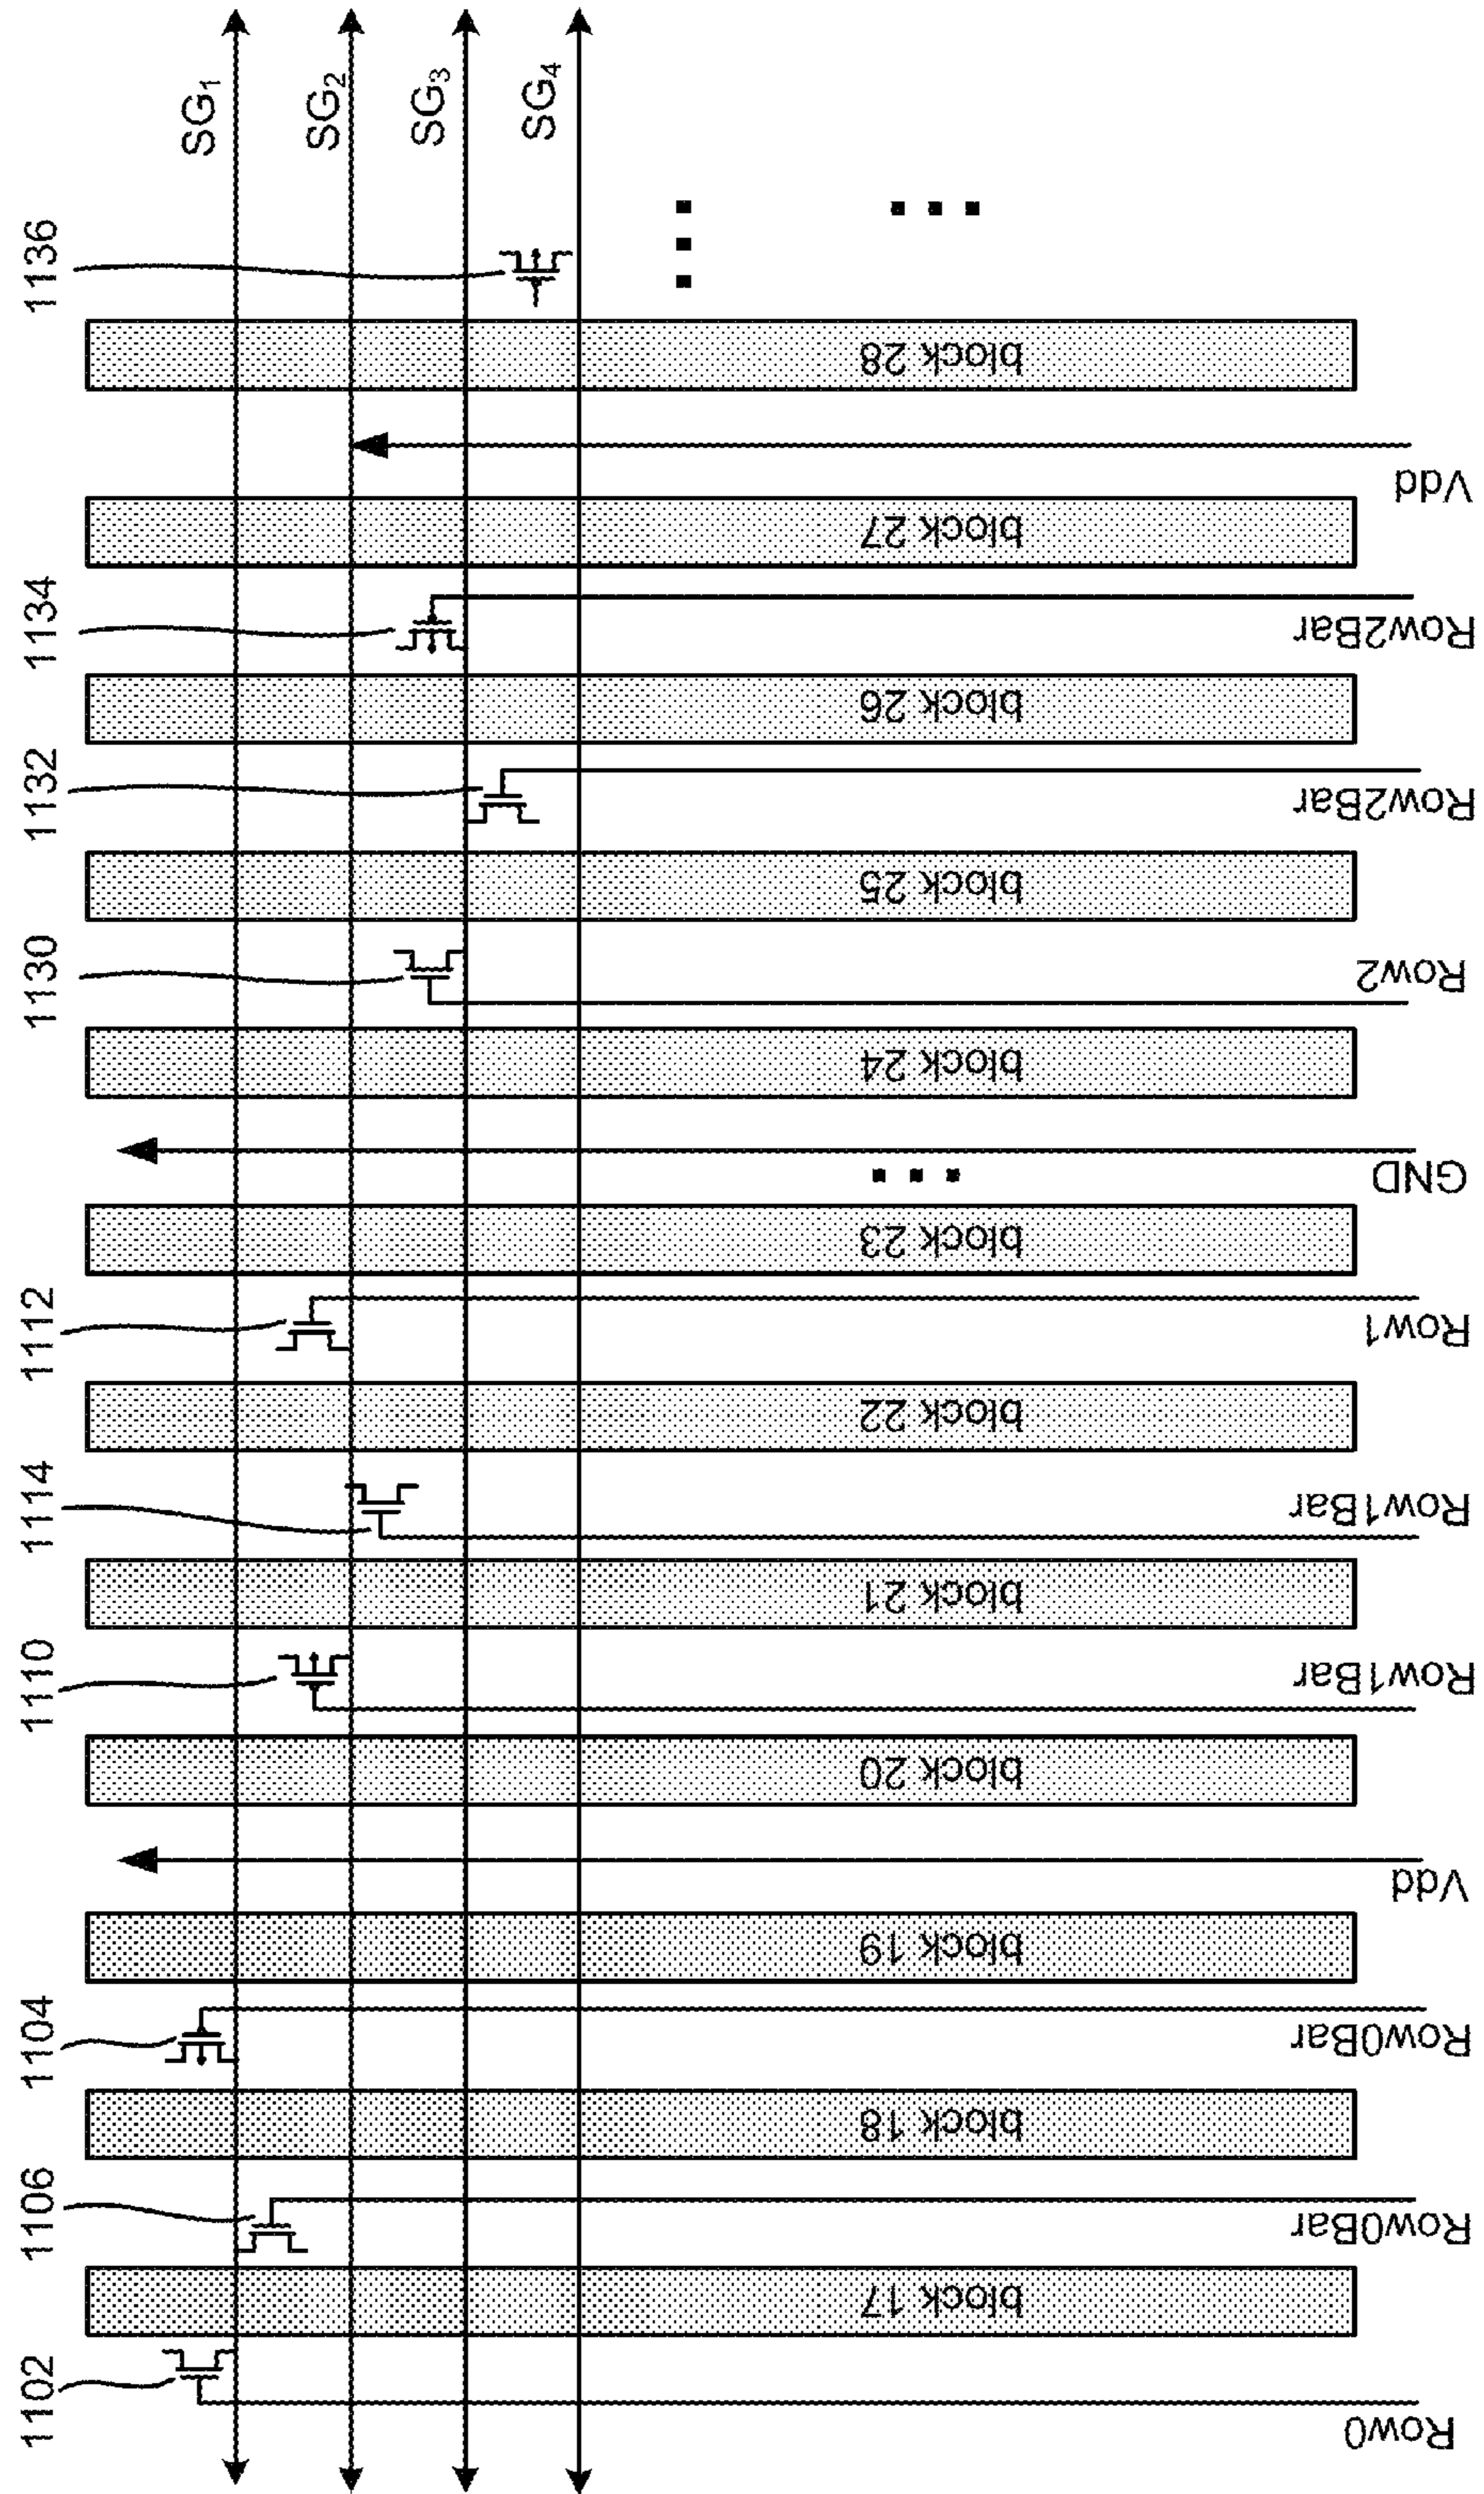 SG1
SG2
SG3
SG4
1136
block 28
Vdd
block 27
1134
Row2Bar
block 26
1132
Row2Bar
block 25
1130
Row2
block 24
GND
block 23
1112
Row1
block 22
1114
Row1Bar
block 21
1110
Row1Bar
block 20
Vdd
block 19
1104
Row0Bar
block 18
1106
Row0Bar
block 17
1102
Row0